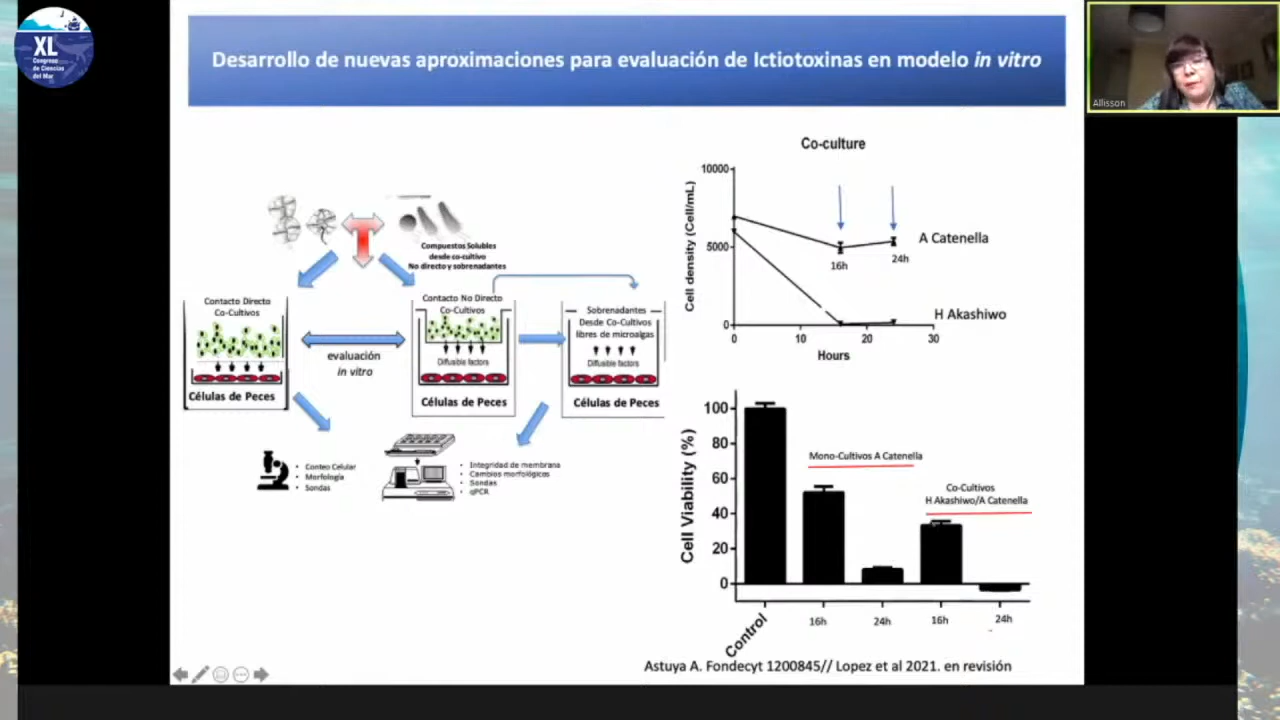 XL
Congreso
de Ciencias
del Mar
Desarrollo de nuevas aproximaciones para evaluación de Ictiotoxinas en modelo in vitro
Allisson
Compuestos Solubles
desde co-cultivo
No directo y sobrenadantes
Contacto Directo
Co-Cultivos
Células de Peces
evaluación
in vitro
Contacto No Directo
Co-Cultivos
Diffusible factors
Células de Peces
Sobrenadantes
Desde Co-Cultivos
libres de microalgas
Diffusible factors
Células de Peces
• Conteo Celular
• Morfología
• Sondas
• Integridad de membrana
• Cambios morfológicos
• Sondas
• qPCR
Co-culture
Cell density (Cell/mL)
10000
5000
0
0
10
20
30
Hours
16h
24h
A Catenella
H Akashiwo
Cell Viability (%)
100
80
60
40
20
0
Mono-Cultivos A Catenella
Co-Cultivos
H Akashiwo/A Catenella
Control
16h
24h
16h
24h
Astuya A. Fondecyt 1200845// Lopez et al 2021. en revisión